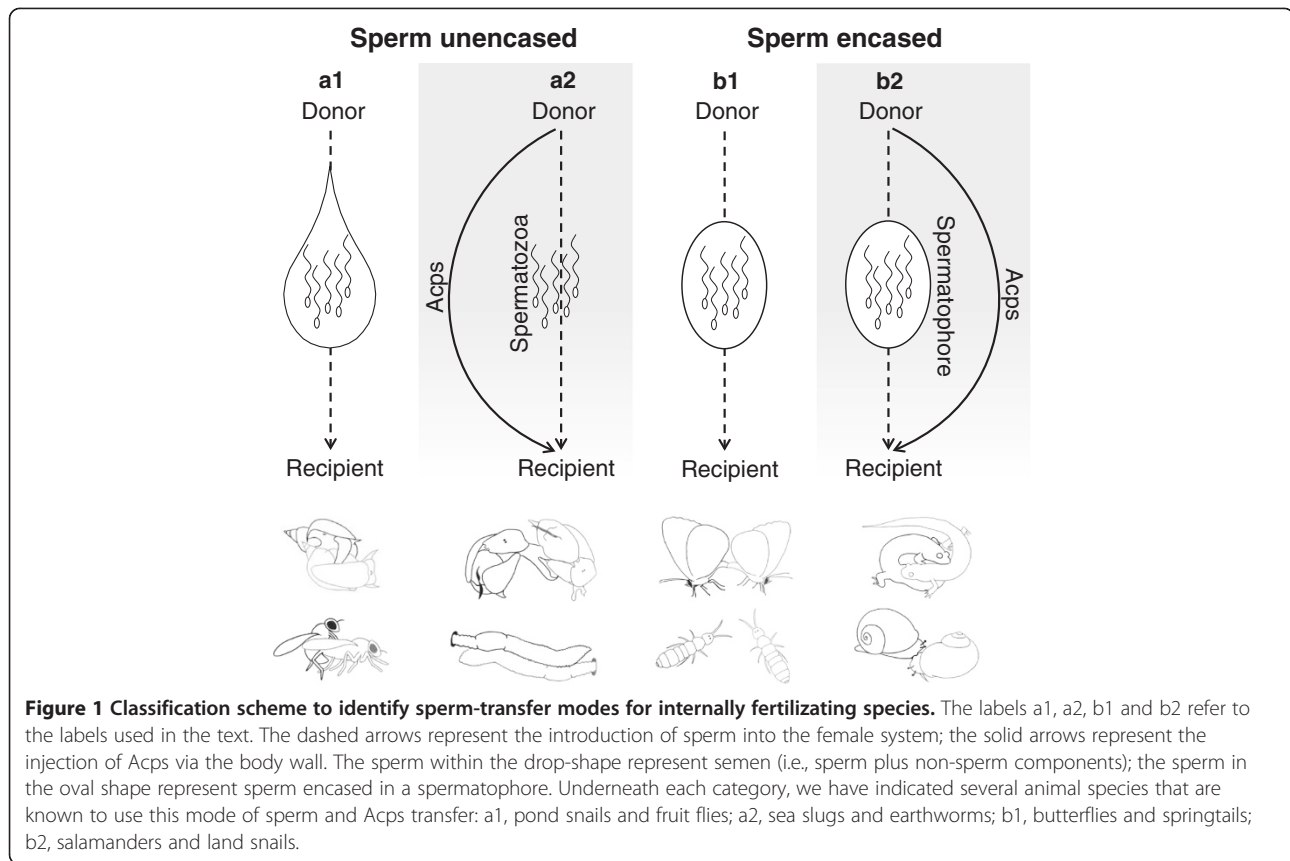 Sperm unencased
Sperm encased
a1
Donor
Recipient
a2
Donor
Acps
Spermatozoa
Recipient
b1
Donor
Recipient
b2
Donor
Spermatophore
Acps
Recipient
Figure 1 Classification scheme to identify sperm-transfer modes for internally fertilizating species. The labels a1, a2, b1 and b2 refer to
the labels used in the text. The dashed arrows represent the introduction of sperm into the female system; the solid arrows represent the
injection of Acps via the body wall. The sperm within the drop-shape represent semen (i.e., sperm plus non-sperm components); the sperm in
the oval shape represent sperm encased in a spermatophore. Underneath each category, we have indicated several animal species that are
known to use this mode of sperm and Acps transfer: a1, pond snails and fruit flies; a2, sea slugs and earthworms; b1, butterflies and springtails;
b2, salamanders and land snails.